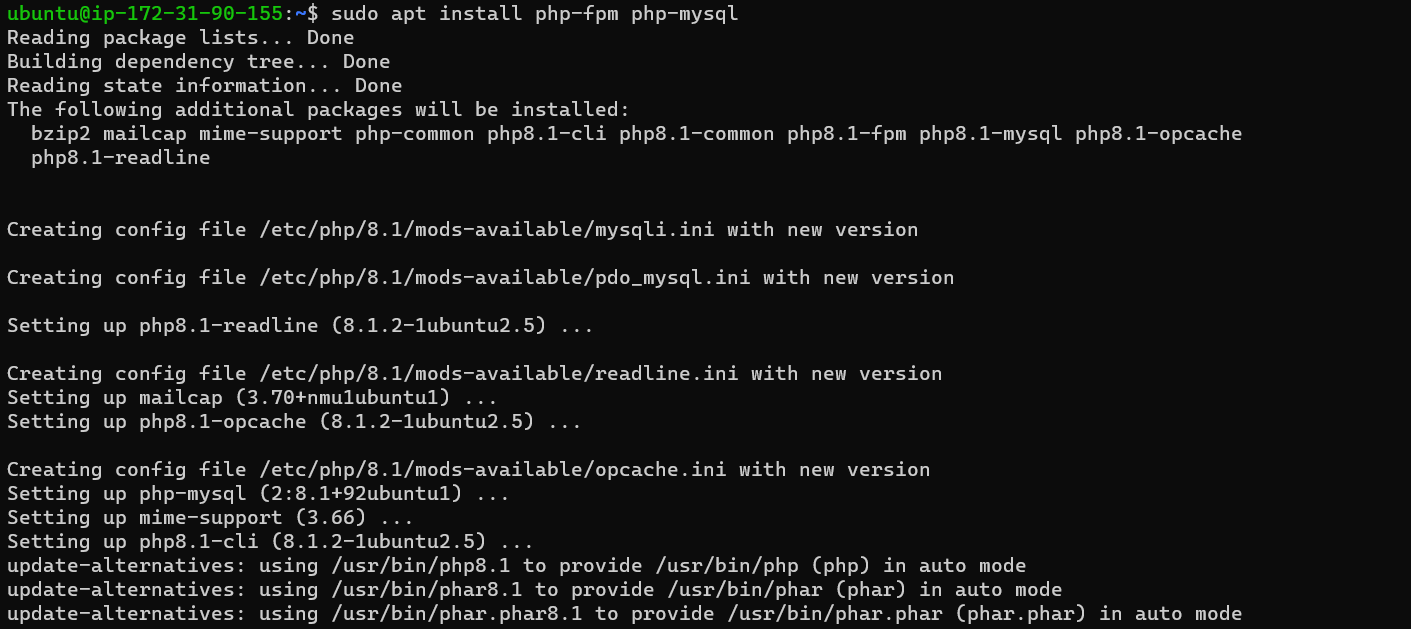 ubuntu@ip-172-31-90-155:~$ sudo apt install php-fpm php-mysql
Reading package lists... Done
Building dependency tree... Done
Reading state information... Done
The following additional packages will be installed:
  bzip2 mailcap mime-support php-common php8.1-cli php8.1-common php8.1-fpm php8.1-mysql php8.1-opcache
  php8.1-readline
Creating config file /etc/php/8.1/mods-available/mysqli.ini with new version
Creating config file /etc/php/8.1/mods-available/pdo_mysql.ini with new version
Setting up php8.1-readline (8.1.2-1ubuntu2.5) ...
Creating config file /etc/php/8.1/mods-available/readline.ini with new version
Setting up mailcap (3.70+nmu1ubuntu1) ...
Setting up php8.1-opcache (8.1.2-1ubuntu2.5) ...
Creating config file /etc/php/8.1/mods-available/opcache.ini with new version
Setting up php-mysql (2:8.1+92ubuntu1) ...
Setting up mime-support (3.66) ...
Setting up php8.1-cli (8.1.2-1ubuntu2.5) ...
update-alternatives: using /usr/bin/php8.1 to provide /usr/bin/php (php) in auto mode
update-alternatives: using /usr/bin/phar8.1 to provide /usr/bin/phar (phar) in auto mode
update-alternatives: using /usr/bin/phar.phar8.1 to provide /usr/bin/phar.phar (phar.phar) in auto mode